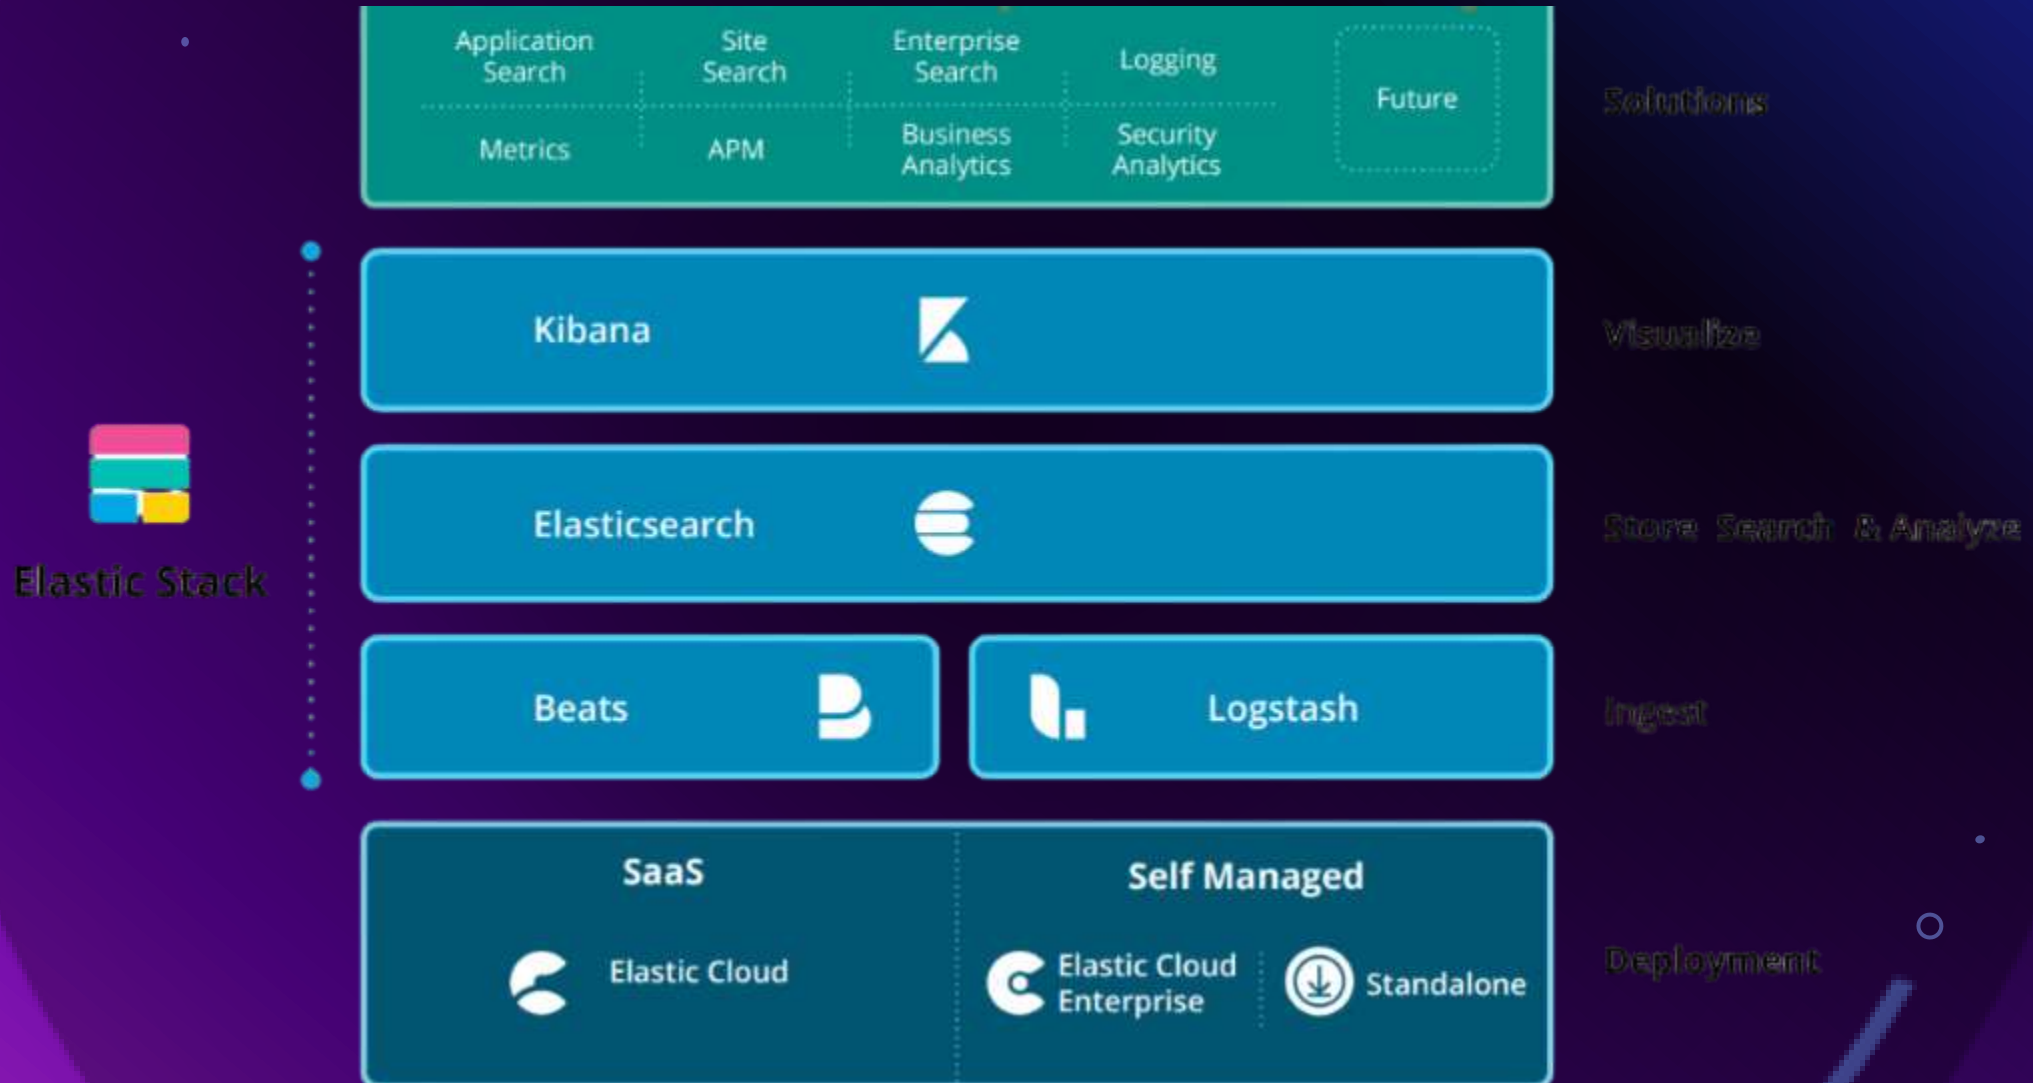 Application
Search
Site
Search
Enterprise
Search
Logging
Future
Solutions
Metrics
APM
Business
Analytics
Security
Analytics
Kibana
Visualize
Elasticsearch
Store Search & Analyze
Elastic Stack
Beats
Logstash
Ingest
SaaS
Self Managed
Elastic Cloud
Elastic Cloud
Enterprise
Standalone
Deployment